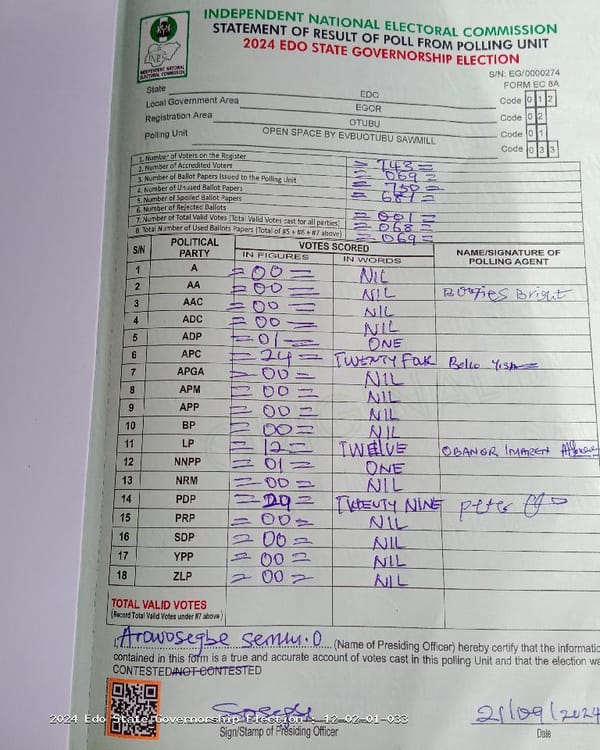 INDEPENDENT NATIONAL ELECTORAL COMMISSION
STATEMENT OF RESULT OF POLL FROM POLLING UNIT
2024 EDO STATE GOVERNORSHIP ELECTION
INDEPENDENT NATIONAL ELECTORAL COMMISSION
S/N: EG/0000274
FORM EC 8A
State EDO Code 0 1 2
Local Government Area EGOR Code 0 2
Registration Area OTUBU Code 0 1
Polling Unit OPEN SPACE BY EVBUOTUBU SAWMILL Code 0 3 3
1. Number of Voters on the Register = 743 =
2. Number of Accredited Voters = 069 =
3. Number of Ballot Papers Issued to the Polling Unit = 750 =
4. Number of Unused Ballot Papers = 681 =
5. Number of Spoiled Ballot Papers
6. Number of Rejected Ballots = 001 =
7. Number of Total Valid Votes (Total Valid Votes cast for all parties) = 068 =
8. Total Number of Used Ballots Papers (Total of #5 + #6 + #7 above) = 069 =
S/N POLITICAL PARTY VOTES SCORED NAME/SIGNATURE OF POLLING AGENT
IN FIGURES IN WORDS
1 A = 00 = NIL
2 AA = 00 = NIL Bright
3 AAC = 00 = NIL
4 ADC = 00 = NIL
5 ADP = 01 = ONE
6 APC = 24 = TWENTY FOUR Bello
7 APGA = 00 = NIL
8 APM = 00 = NIL
9 APP = 00 = NIL
10 BP = 00 = NIL
11 LP = 12 = TWELVE OBANOR IMAREN
12 NNPP = 01 = ONE
13 NRM = 00 = NIL
14 PDP = 29 = TWENTY NINE Peter
15 PRP = 00 = NIL
16 SDP = 00 = NIL
17 YPP = 00 = NIL
18 ZLP = 00 = NIL
TOTAL VALID VOTES
(Record Total Valid Votes under #7 above)
I, Arowosegbe Semiu.O (Name of Presiding Officer) hereby certify that the informatio
contained in this form is a true and accurate account of votes cast in this polling Unit and that the election wa
CONTESTED/NOT CONTESTED
21/09/2024
2024 Edo State Governorship Election : 12-02-01-033
Sign/Stamp of Presiding Officer Date